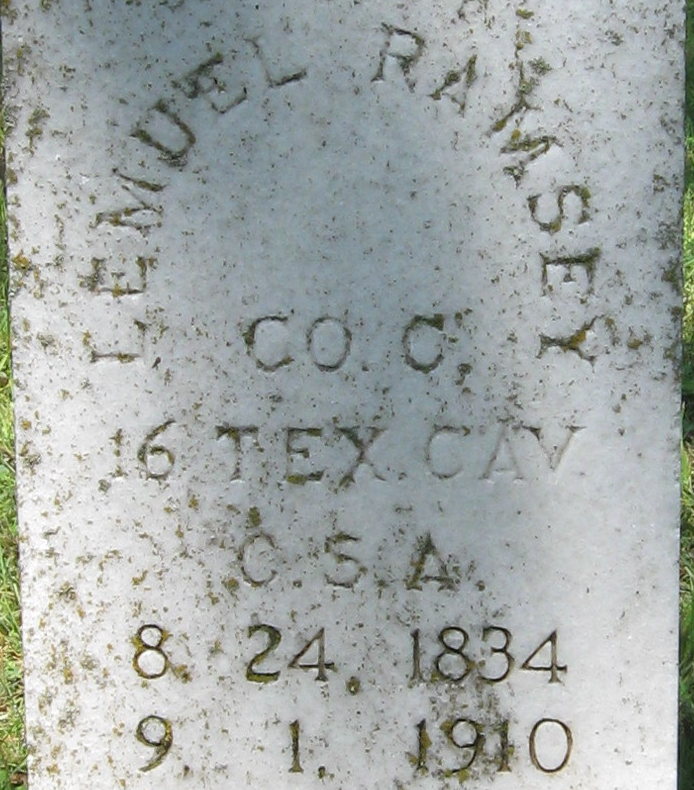 LEMUEL RAMSEY
CO. C,
16 TEX. CAV
C.S.A.
8. 24. 1834
9. 1. 1910